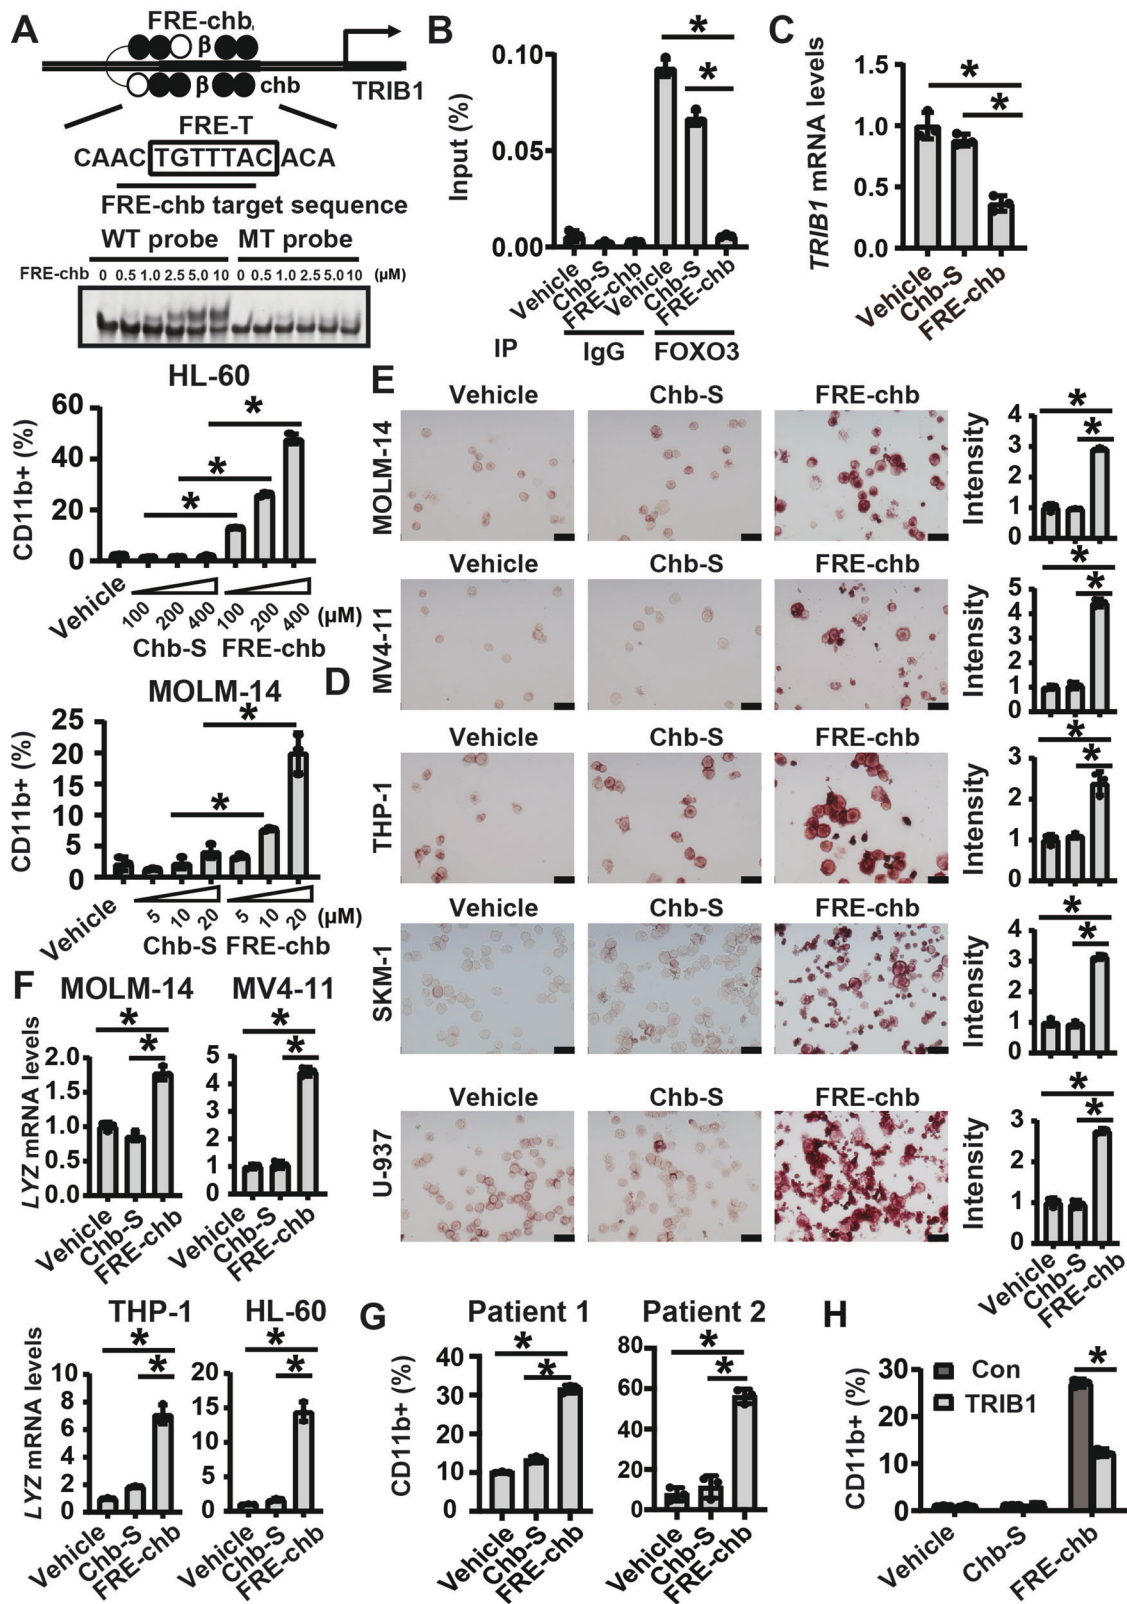 A
FRE-chb
β
β
chb
TRIB1
FRE-T
CAAC TGTTTAC ACA
FRE-chb target sequence
WT probe MT probe
FRE-chb 0 0.5 1.0 2.5 5.0 10 0 0.5 1.0 2.5 5.0 10 (μM)
B
Input (%)
0.10
0.05
0.00
* *
Vehicle Chb-S FRE-chb Vehicle Chb-S FRE-chb
IP IgG FOXO3
C
TRIB1 mRNA levels
1.5
1.0
0.5
0.0
* *
Vehicle Chb-S FRE-chb
D
HL-60
CD11b+ (%)
60
40
20
0
* * *
Vehicle 100 200 400 100 200 400 (μM)
Chb-S FRE-chb
MOLM-14
CD11b+ (%)
25
20
15
10
5
0
* *
Vehicle 5 10 20 5 10 20 (μM)
Chb-S FRE-chb
E
Vehicle Chb-S FRE-chb
MOLM-14
Intensity
4
3
2
1
0
* *
Vehicle Chb-S FRE-chb
MV4-11
Intensity
5
4
3
2
1
0
* *
Vehicle Chb-S FRE-chb
THP-1
Intensity
3
2
1
0
* *
Vehicle Chb-S FRE-chb
SKM-1
Intensity
4
3
2
1
0
* *
Vehicle Chb-S FRE-chb
U-937
Intensity
3
2
1
0
* *
Vehicle Chb-S FRE-chb
F
MOLM-14
LYZ mRNA levels
2.0
1.5
1.0
0.5
0.0
* *
Vehicle Chb-S FRE-chb
MV4-11
5
4
3
2
1
0
* *
Vehicle Chb-S FRE-chb
THP-1
LYZ mRNA levels
10
8
6
4
2
0
* *
Vehicle Chb-S FRE-chb
HL-60
20
15
10
5
0
* *
Vehicle Chb-S FRE-chb
G
Patient 1
CD11b+ (%)
40
30
20
10
0
* *
Vehicle Chb-S FRE-chb
Patient 2
80
60
40
20
0
* *
Vehicle Chb-S FRE-chb
H
CD11b+ (%)
30
20
10
0
Con
TRIB1
*
Vehicle Chb-S FRE-chb